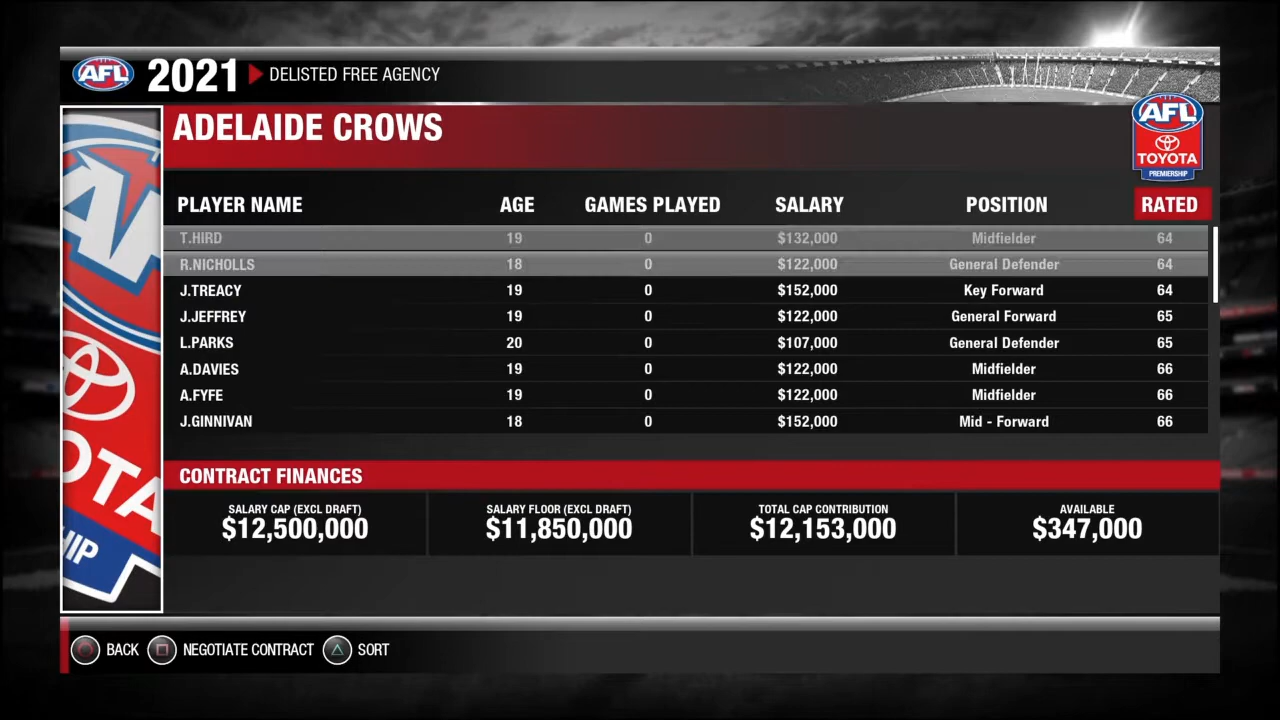 AFL 2021 DELISTED FREE AGENCY
ADELAIDE CROWS
AFL
TOYOTA
PREMIERSHIP
PLAYER NAME AGE GAMES PLAYED SALARY POSITION RATED
T.HIRD 19 0 $132,000 Midfielder 64
R.NICHOLLS 18 0 $122,000 General Defender 64
J.TREACY 19 0 $152,000 Key Forward 64
J.JEFFREY 19 0 $122,000 General Forward 65
L.PARKS 20 0 $107,000 General Defender 65
A.DAVIES 19 0 $122,000 Midfielder 66
A.FYFE 19 0 $122,000 Midfielder 66
J.GINNIVAN 18 0 $152,000 Mid - Forward 66
OTA
HIP
CONTRACT FINANCES
SALARY CAP (EXCL DRAFT) SALARY FLOOR (EXCL DRAFT) TOTAL CAP CONTRIBUTION AVAILABLE
$12,500,000 $11,850,000 $12,153,000 $347,000
BACK NEGOTIATE CONTRACT SORT